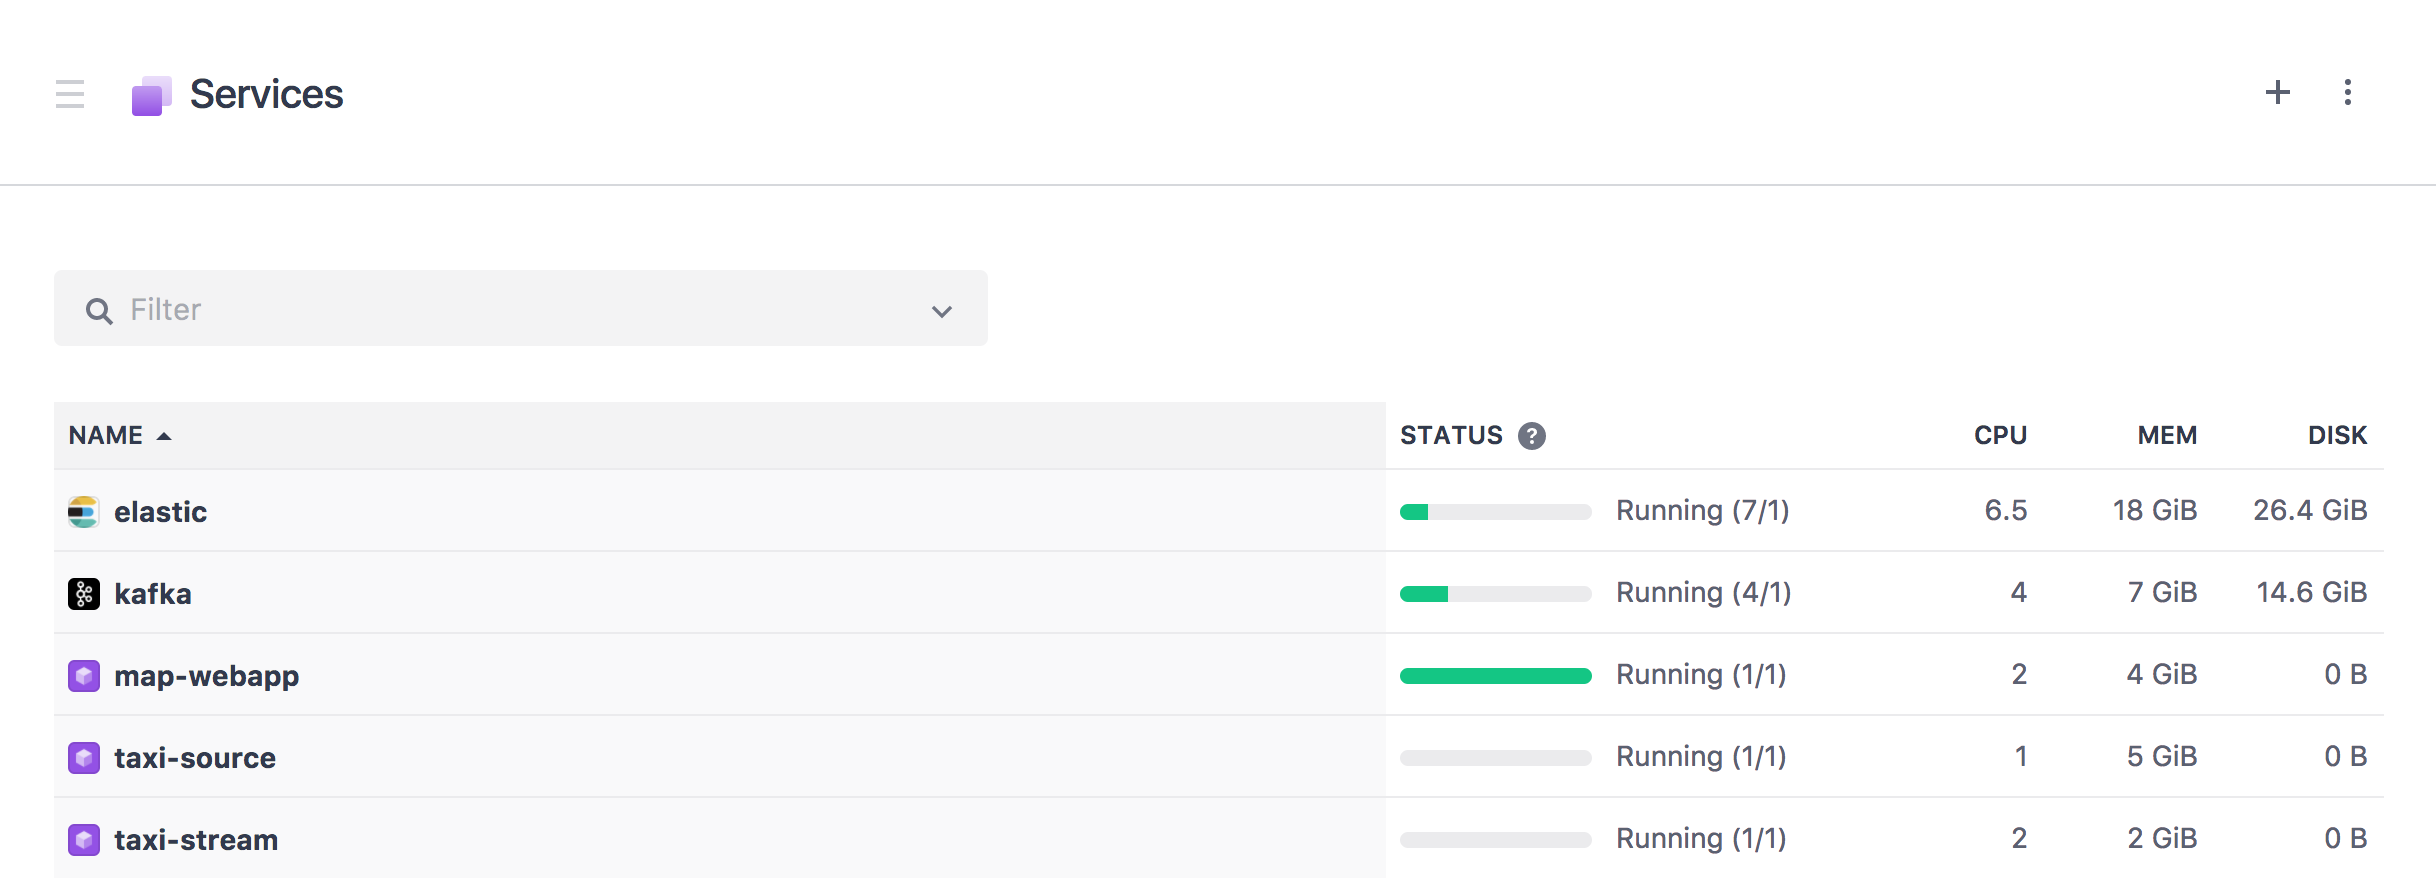 Services
Filter
NAME STATUS ? CPU MEM DISK
elastic Running (7/1) 6.5 18 GiB 26.4 GiB
kafka Running (4/1) 4 7 GiB 14.6 GiB
map-webapp Running (1/1) 2 4 GiB 0 B
taxi-source Running (1/1) 1 5 GiB 0 B
taxi-stream Running (1/1) 2 2 GiB 0 B